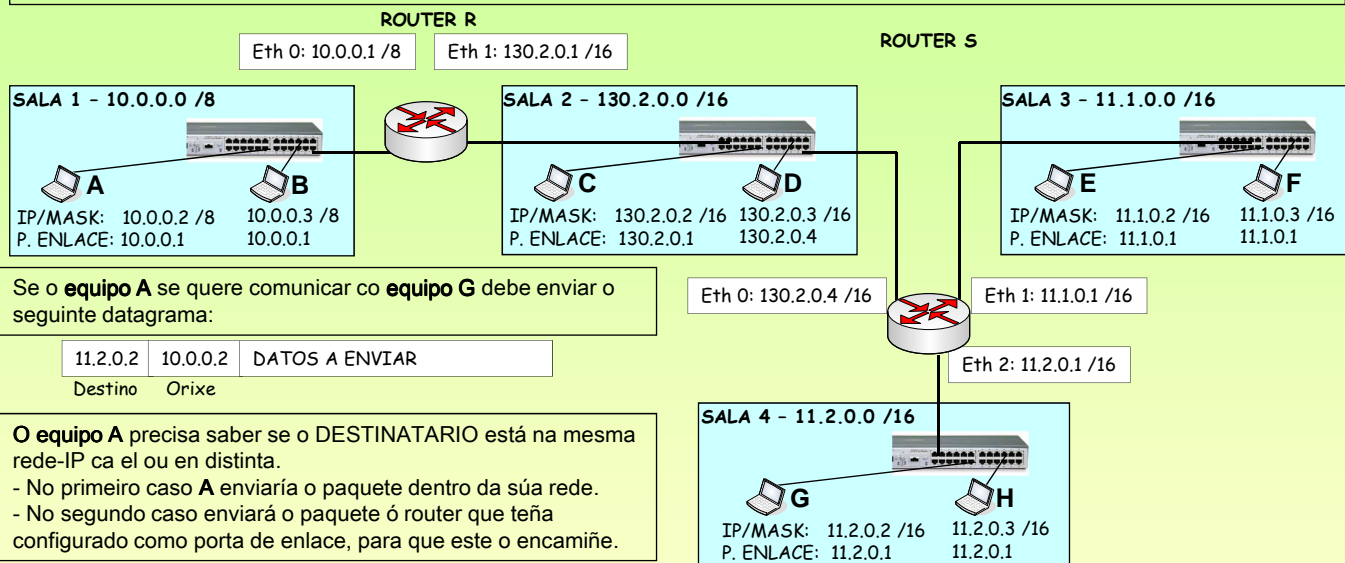 ROUTER R
ROUTER S
Eth 0: 10.0.0.1 /8
Eth 1: 130.2.0.1 /16
SALA 1 - 10.0.0.0 /8
A
B
IP/MASK: 10.0.0.2 /8 10.0.0.3 /8
P. ENLACE: 10.0.0.1 10.0.0.1
SALA 2 - 130.2.0.0 /16
C
D
IP/MASK: 130.2.0.2 /16 130.2.0.3 /16
P. ENLACE: 130.2.0.1 130.2.0.4
SALA 3 - 11.1.0.0 /16
E
F
IP/MASK: 11.1.0.2 /16 11.1.0.3 /16
P. ENLACE: 11.1.0.1 11.1.0.1
Se o equipo A se quere comunicar co equipo G debe enviar o
seguinte datagrama:
11.2.0.2 10.0.0.2 DATOS A ENVIAR
Destino Orixe
O equipo A precisa saber se o DESTINATARIO está na mesma
rede-IP ca el ou en distinta.
- No primeiro caso A enviaría o paquete dentro da súa rede.
- No segundo caso enviará o paquete ó router que teña
configurado como porta de enlace, para que este o encamiñe.
Eth 0: 130.2.0.4 /16
Eth 1: 11.1.0.1 /16
Eth 2: 11.2.0.1 /16
SALA 4 - 11.2.0.0 /16
G
H
IP/MASK: 11.2.0.2 /16 11.2.0.3 /16
P. ENLACE: 11.2.0.1 11.2.0.1